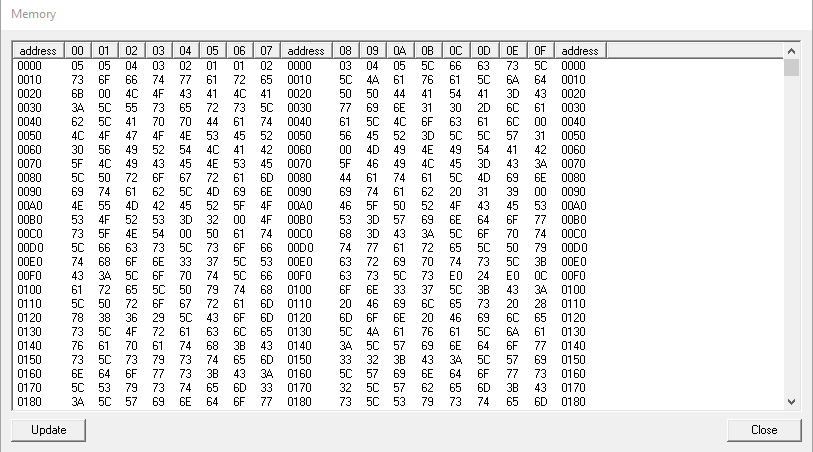 Memory
address 00 01 02 03 04 05 06 07 address 08 09 0A 0B 0C 0D 0E 0F address
0000 05 05 04 03 02 01 01 02 0000 03 04 05 5C 66 63 73 5C 0000
0010 73 6F 66 74 77 61 72 65 0010 5C 4A 61 76 61 5C 6A 64 0010
0020 6B 00 4C 4F 43 41 4C 41 0020 50 50 44 41 54 41 3D 43 0020
0030 3A 5C 55 73 65 72 73 5C 0030 77 69 6E 31 30 2D 6C 61 0030
0040 62 5C 41 70 70 44 61 74 0040 61 5C 4C 6F 63 61 6C 00 0040
0050 4C 4F 47 4F 4E 53 45 52 0050 56 45 52 3D 5C 5C 57 31 0050
0060 30 56 49 52 54 4C 41 42 0060 00 4D 49 4E 49 54 41 42 0060
0070 5F 4C 49 43 45 4E 53 45 0070 5F 46 49 4C 45 3D 43 3A 0070
0080 5C 50 72 6F 67 72 61 6D 0080 44 61 74 61 5C 4D 69 6E 0080
0090 69 74 61 62 5C 4D 69 6E 0090 69 74 61 62 20 31 39 00 0090
00A0 4E 55 4D 42 45 52 5F 4F 00A0 46 5F 50 52 4F 43 45 53 00A0
00B0 53 4F 52 53 3D 32 00 4F 00B0 53 3D 57 69 6E 64 6F 77 00B0
00C0 73 5F 4E 54 00 50 61 74 00C0 68 3D 43 3A 5C 6F 70 74 00C0
00D0 5C 66 63 73 5C 73 6F 66 00D0 74 77 61 72 65 5C 50 79 00D0
00E0 74 68 6F 6E 33 37 5C 53 00E0 63 72 69 70 74 73 5C 3B 00E0
00F0 43 3A 5C 6F 70 74 5C 66 00F0 63 73 5C 73 E0 24 E0 0C 00F0
0100 61 72 65 5C 50 79 74 68 0100 6F 6E 33 37 5C 3B 43 3A 0100
0110 5C 50 72 6F 67 72 61 6D 0110 20 46 69 6C 65 73 20 28 0110
0120 78 38 36 29 5C 43 6F 6D 0120 6D 6F 6E 20 46 69 6C 65 0120
0130 73 5C 4F 72 61 63 6C 65 0130 5C 4A 61 76 61 5C 6A 61 0130
0140 76 61 70 61 74 68 3B 43 0140 3A 5C 57 69 6E 64 6F 77 0140
0150 73 5C 73 79 73 74 65 6D 0150 33 32 3B 43 3A 5C 57 69 0150
0160 6E 64 6F 77 73 3B 43 3A 0160 5C 57 69 6E 64 6F 77 73 0160
0170 5C 53 79 73 74 65 6D 33 0170 32 5C 57 62 65 6D 3B 43 0170
0180 3A 5C 57 69 6E 64 6F 77 0180 73 5C 53 79 73 74 65 6D 0180
Update Close